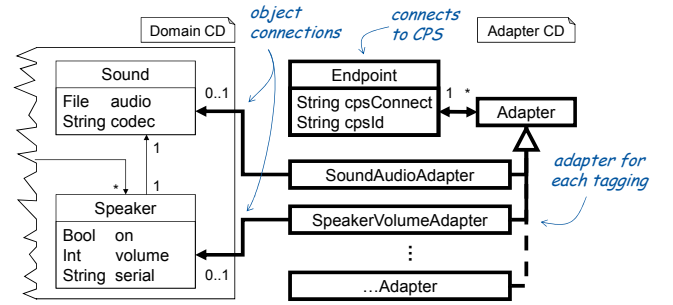 object
connections
connects
to CPS
Domain CD
Adapter CD
Sound
File audio
String codec
0..1
Endpoint
String cpsConnect
String cpsId
1 *
Adapter
1
1
*
Speaker
Bool on
Int volume
String serial
0..1
SoundAudioAdapter
SpeakerVolumeAdapter
⋮
...Adapter
adapter for
each tagging